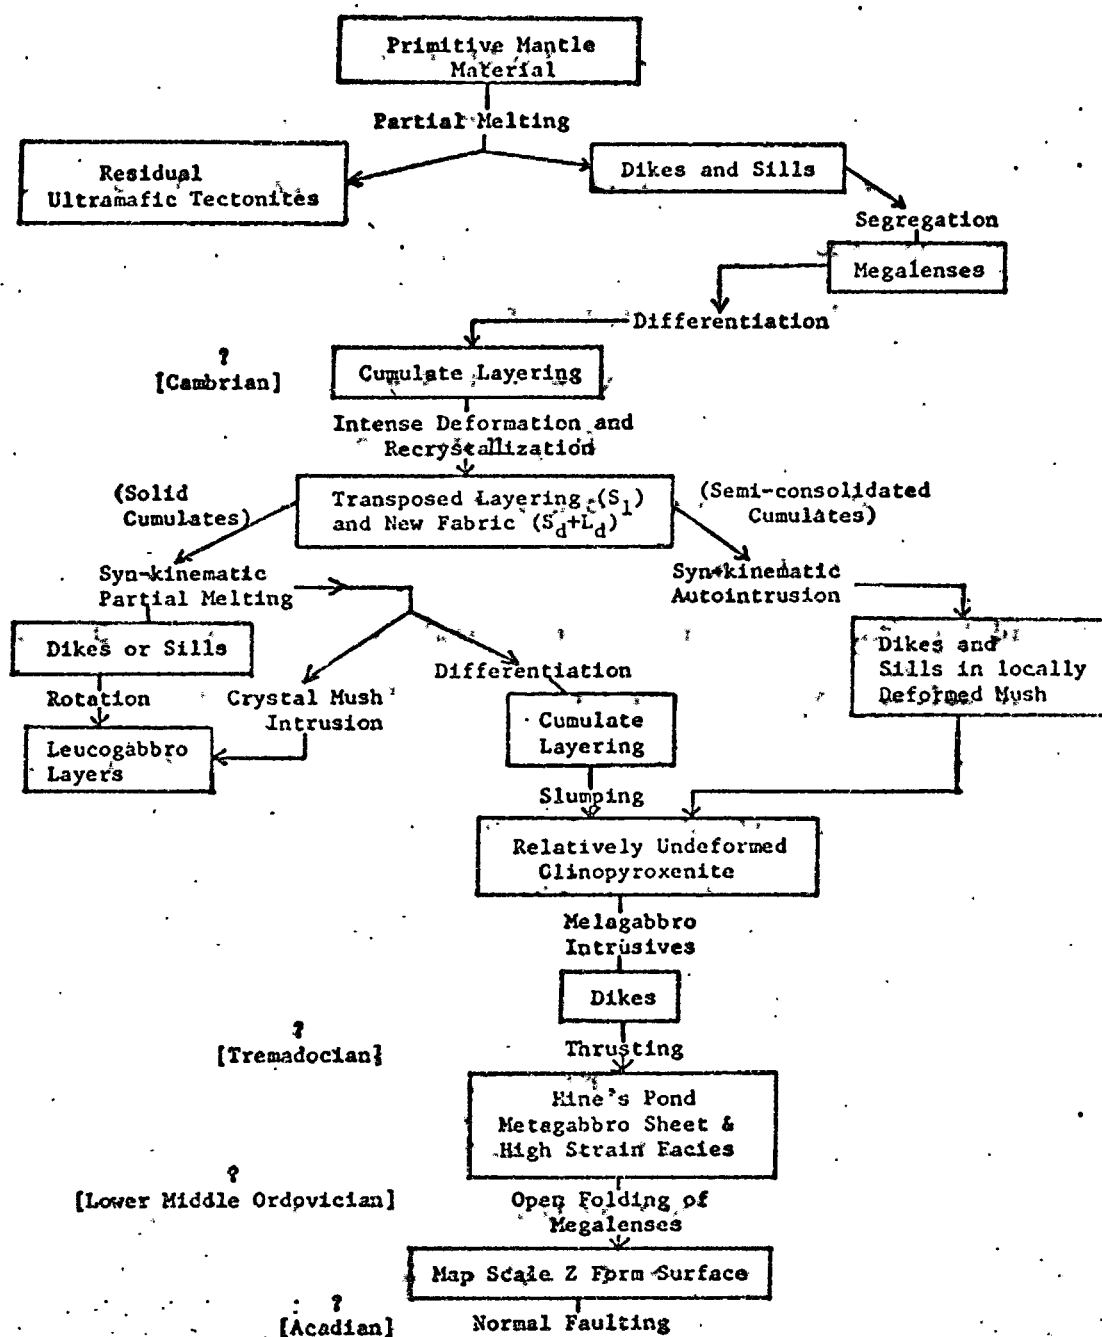 Primitive Mantle
Material
Partial Melting
Residual
Ultramafic Tectonites
Dikes and Sills
Segregation
Megalenses
Differentiation
?
[Cambrian]
Cumulate Layering
Intense Deformation and
Recrystallization
(Solid
Cumulates)
Transposed Layering (S1)
and New Fabric (Sd+Ld)
(Semi-consolidated
Cumulates)
Syn-kinematic
Partial Melting
Syn-kinematic
Autointrusion
Dikes or Sills
Differentiation
Dikes and
Sills in locally
Deformed Mush
Rotation
Crystal Mush
Intrusion
Cumulate
Layering
Leucogabbro
Layers
Slumping
Relatively Undeformed
Clinopyroxenite
Melagabbro
Intrusives
Dikes
?
[Tremadocian]
Thrusting
Hine's Pond
Metagabbro Sheet &
High Strain Facies
?
[Lower Middle Ordovician]
Open Folding of
Megalenses
Map Scale Z Form Surface
?
[Acadian]
Normal Faulting